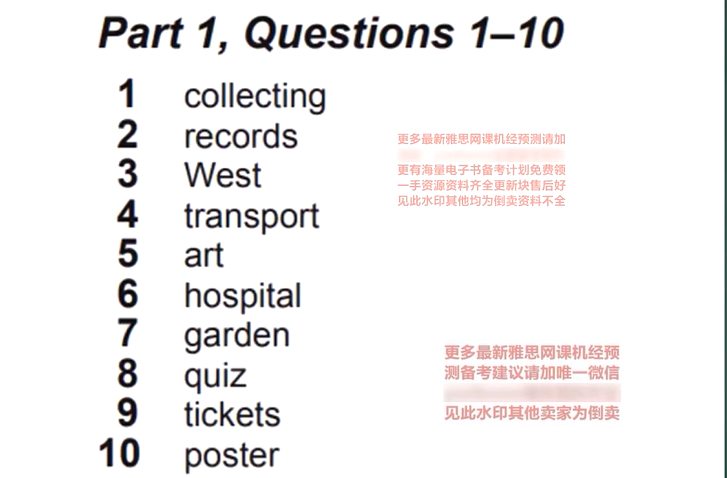 Part 1, Questions 1–10
1 collecting
2 records
3 West
4 transport
5 art
6 hospital
7 garden
8 quiz
9 tickets
10 poster
更多最新雅思网课机经预测请加
更有海量电子书备考计划免费领
一手资源资料齐全更新块售后好
见此水印其他均为倒卖资料不全
更多最新雅思网课机经预
测备考建议请加唯一微信
见此水印其他卖家为倒卖